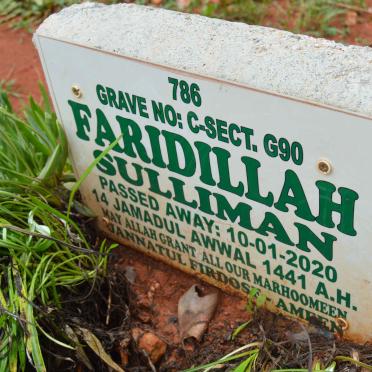 786
GRAVE NO: C-SECT. G90
FARIDILLAH
SULLIMAN
PASSED AWAY: 10-01-2020
14 JAMADUL AWWAL 1441 A.H.
MAY ALLAH GRANT ALL OUR MARHOOMEEN
JANNATUL FIRDOSE - AMEEN